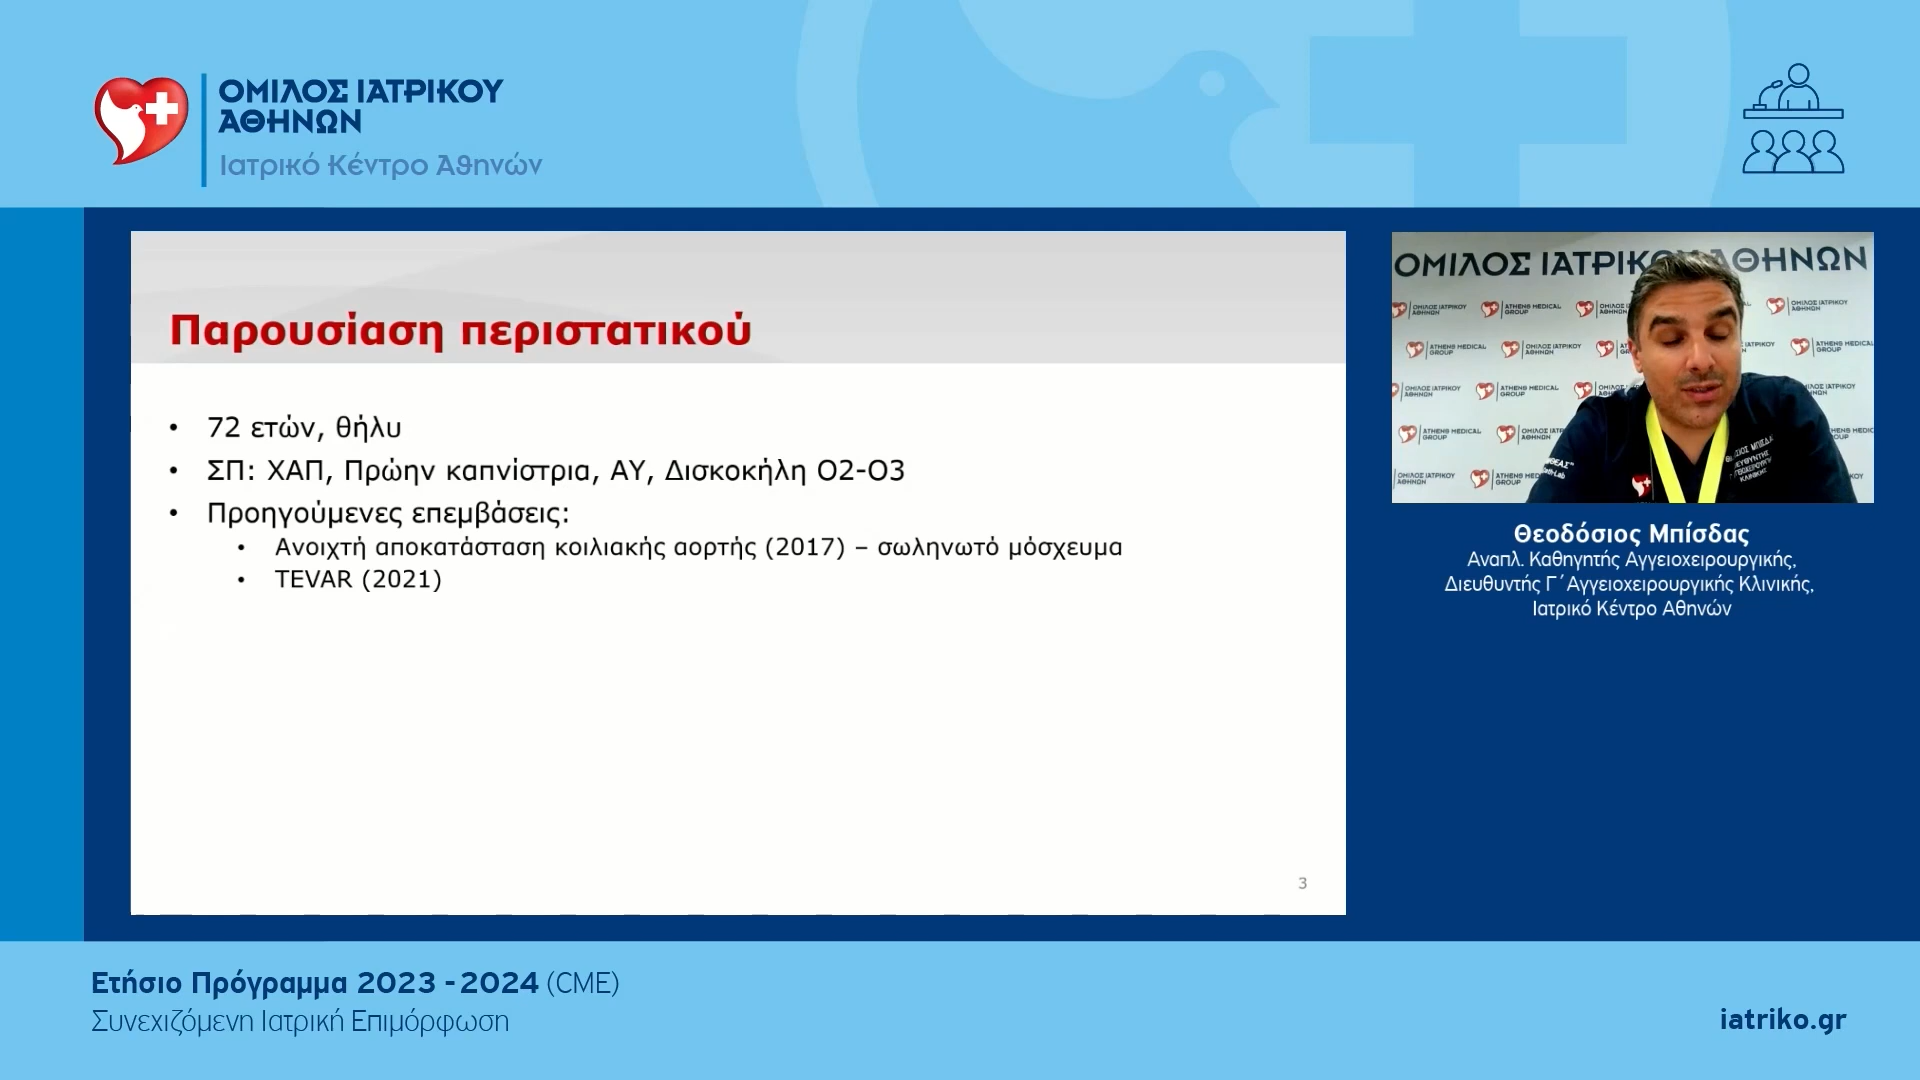 ΟΜΙΛΟΣ ΙΑΤΡΙΚΟΥ
ΑΘΗΝΩΝ
Ιατρικό Κέντρο Αθηνών
Παρουσίαση περιστατικού
• 72 ετών, θήλυ
• ΣΠ: ΧΑΠ, Πρώην καπνίστρια, ΑΥ, Δισκοκήλη Ο2-Ο3
• Προηγούμενες επεμβάσεις:
• Ανοιχτή αποκατάσταση κοιλιακής αορτής (2017) – σωληνωτό μόσχευμα
• TEVAR (2021)
3
ΟΜΙΛΟΣ ΙΑΤΡΙΚΟΥ ΑΘΗΝΩΝ
Θεοδόσιος Μπίσδας
Αναπλ. Καθηγητής Αγγειοχειρουργικής,
Διευθυντής Γ΄Αγγειοχειρουργικής Κλινικής,
Ιατρικό Κέντρο Αθηνών
Ετήσιο Πρόγραμμα 2023 - 2024 (CME)
Συνεχιζόμενη Ιατρική Επιμόρφωση
iatriko.gr